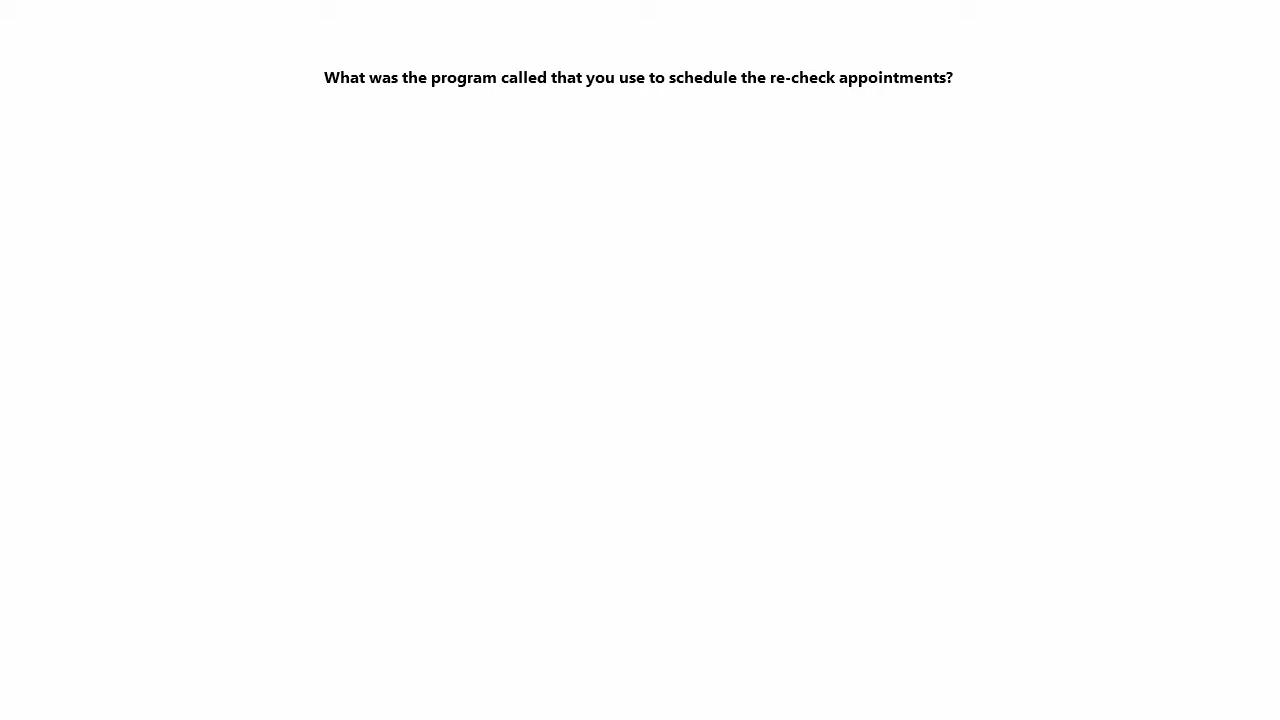 What was the program called that you use to schedule the re-check appointments?